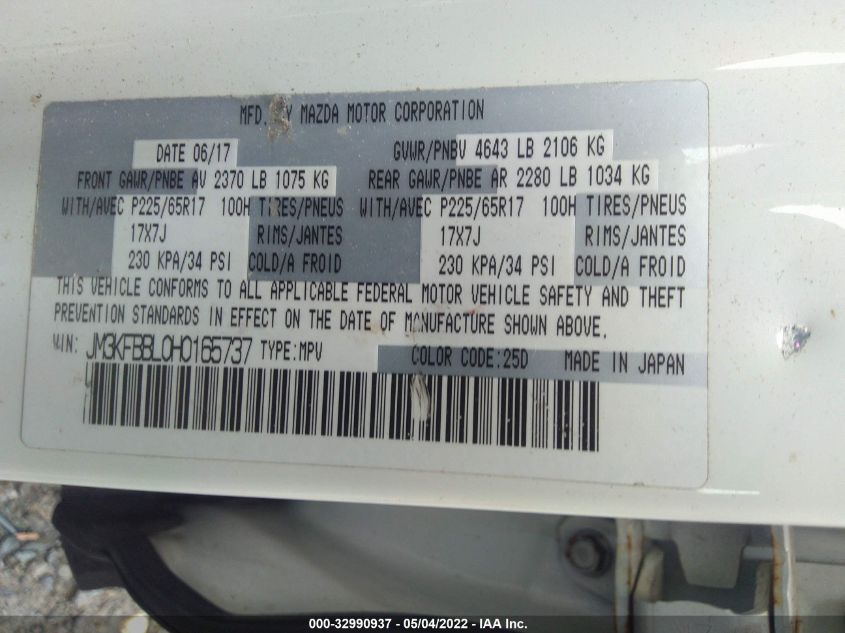 MFD. BY MAZDA MOTOR CORPORATION
DATE 06/17 GVWR/PNBV 4643 LB 2106 KG
FRONT GAWR/PNBE AV 2370 LB 1075 KG REAR GAWR/PNBE AR 2280 LB 1034 KG
WITH/AVEC P225/65R17 100H TIRES/PNEUS WITH/AVEC P225/65R17 100H TIRES/PNEUS
17X7J RIMS/JANTES 17X7J RIMS/JANTES
230 KPA/34 PSI COLD/A FROID 230 KPA/34 PSI COLD/A FROID
THIS VEHICLE CONFORMS TO ALL APPLICABLE FEDERAL MOTOR VEHICLE SAFETY AND THEFT
PREVENTION STANDARDS IN EFFECT ON THE DATE OF MANUFACTURE SHOWN ABOVE.
VIN: JM3KFBBL0H0165737 TYPE:MPV COLOR CODE:25D MADE IN JAPAN
000-32990937 - 05/04/2022 - IAA Inc.